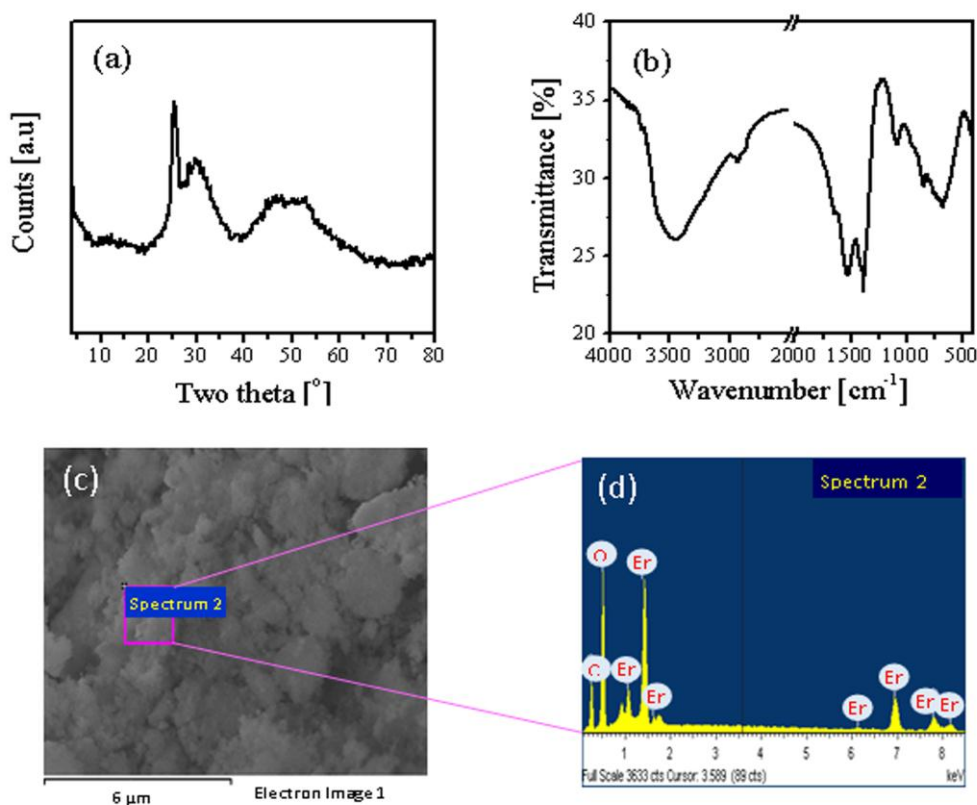 (a)
Counts [a.u]
10 20 30 40 50 60 70 80
Two theta [°]
(b)
Transmittance [%]
40
35
30
25
20
4000 3500 3000 2000 1500 1000 500
Wavenumber [cm-1]
(c)
Spectrum 2
6 µm
Electron Image 1
(d)
Spectrum 2
O
Er
C
Er
Er
Er
Er
Er
Er
1 2 3 4 5 6 7 8
Full Scale 3633 cts Cursor: 3.589 (89 cts)
keV